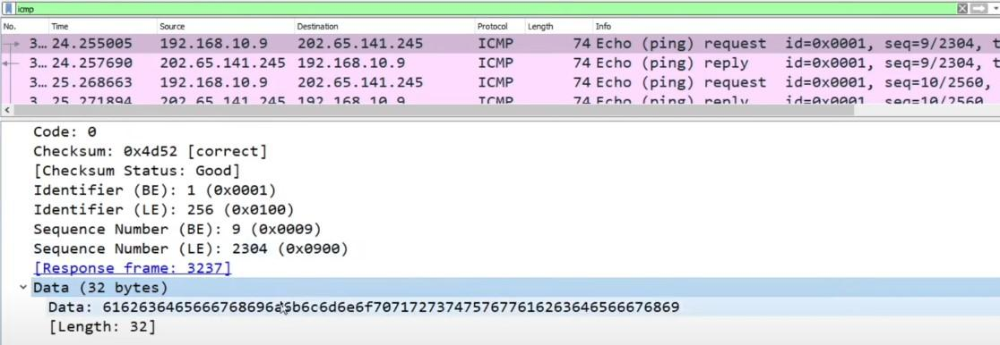 icmp
No. Time Source Destination Protocol Length Info
3… 24.255005 192.168.10.9 202.65.141.245 ICMP 74 Echo (ping) request id=0x0001, seq=9/2304, t
3… 24.257690 202.65.141.245 192.168.10.9 ICMP 74 Echo (ping) reply id=0x0001, seq=9/2304, t
3… 25.268663 192.168.10.9 202.65.141.245 ICMP 74 Echo (ping) request id=0x0001, seq=10/2560,
3 25.271894 202.65.141.245 192.168.10.9 ICMP 74 Echo (ping) reply id=0x0001, seq=10/2560
Code: 0
Checksum: 0x4d52 [correct]
[Checksum Status: Good]
Identifier (BE): 1 (0x0001)
Identifier (LE): 256 (0x0100)
Sequence Number (BE): 9 (0x0009)
Sequence Number (LE): 2304 (0x0900)
[Response frame: 3237]
Data (32 bytes)
Data: 6162636465666768696a6b6c6d6e6f7071727374757677616263646566676869
[Length: 32]